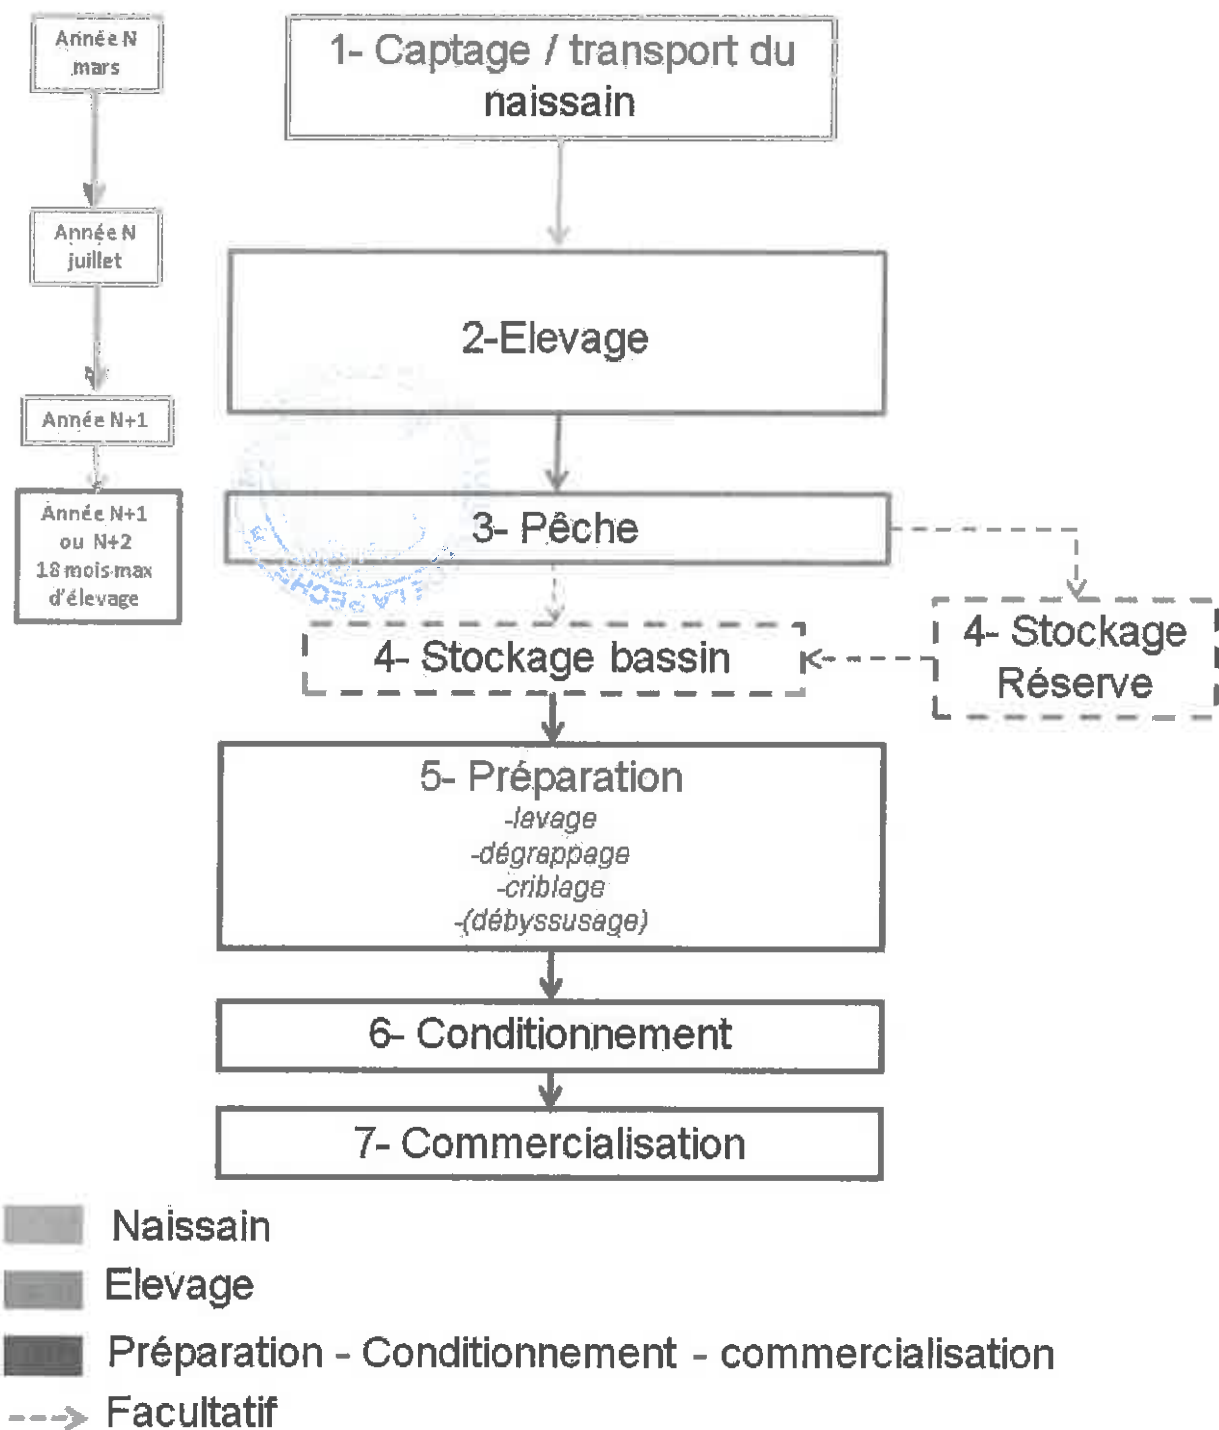 Année N
mars
1- Captage / transport du
naissain
Année N
juillet
2-Elevage
Année N+1
Année N+1
ou N+2
18 mois max
d'élevage
3- Pêche
LA PECHE
4- Stockage bassin
4- Stockage
Réserve
5- Préparation
-lavage
-dégrappage
-criblage
-(débyssusage)
6- Conditionnement
7- Commercialisation
Naissain
Elevage
Préparation - Conditionnement - commercialisation
Facultatif